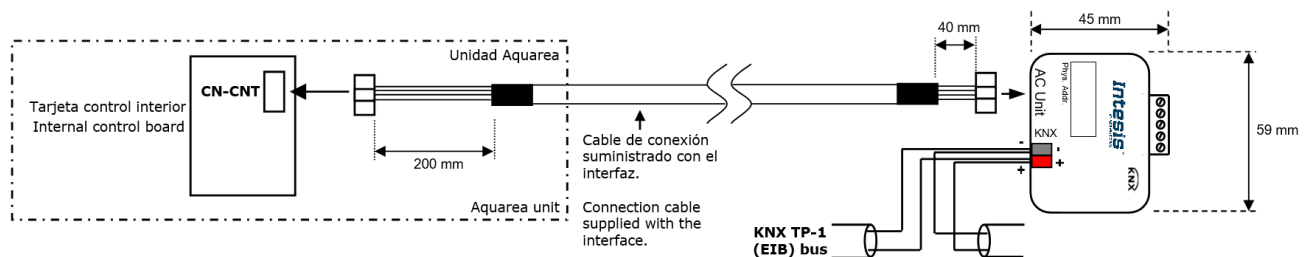 45 mm
40 mm
Unidad Aquarea
CN-CNT
Tarjeta control interior
Internal control board
200 mm
Cable de conexión
suministrado con el
interfaz.
Aquarea unit
Connection cable
supplied with the
interface.
Phys. Addr.
AC Unit
Intesis
KNX
- -
+ +
KNX
59 mm
KNX TP-1
(EIB) bus